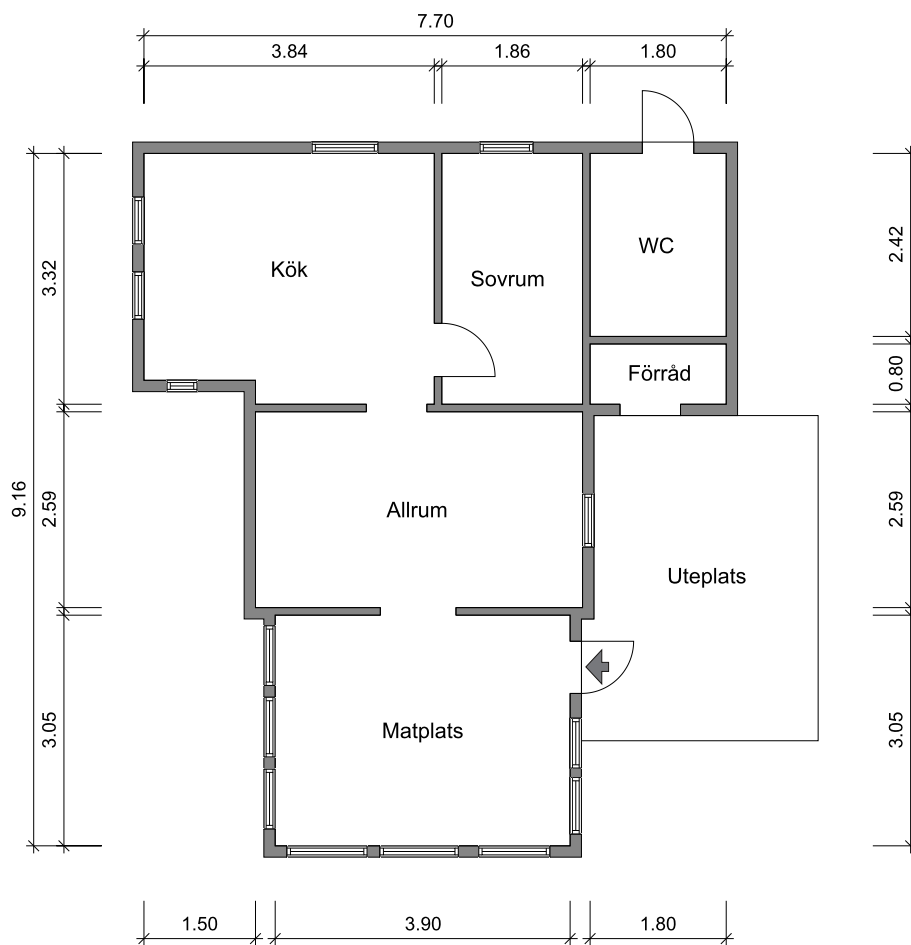 7.70
3.84
1.86
1.80
Kök
Sovrum
WC
Förråd
Allrum
Uteplats
Matplats
9.16
3.32
2.59
3.05
2.42
0.80
2.59
3.05
1.50
3.90
1.80